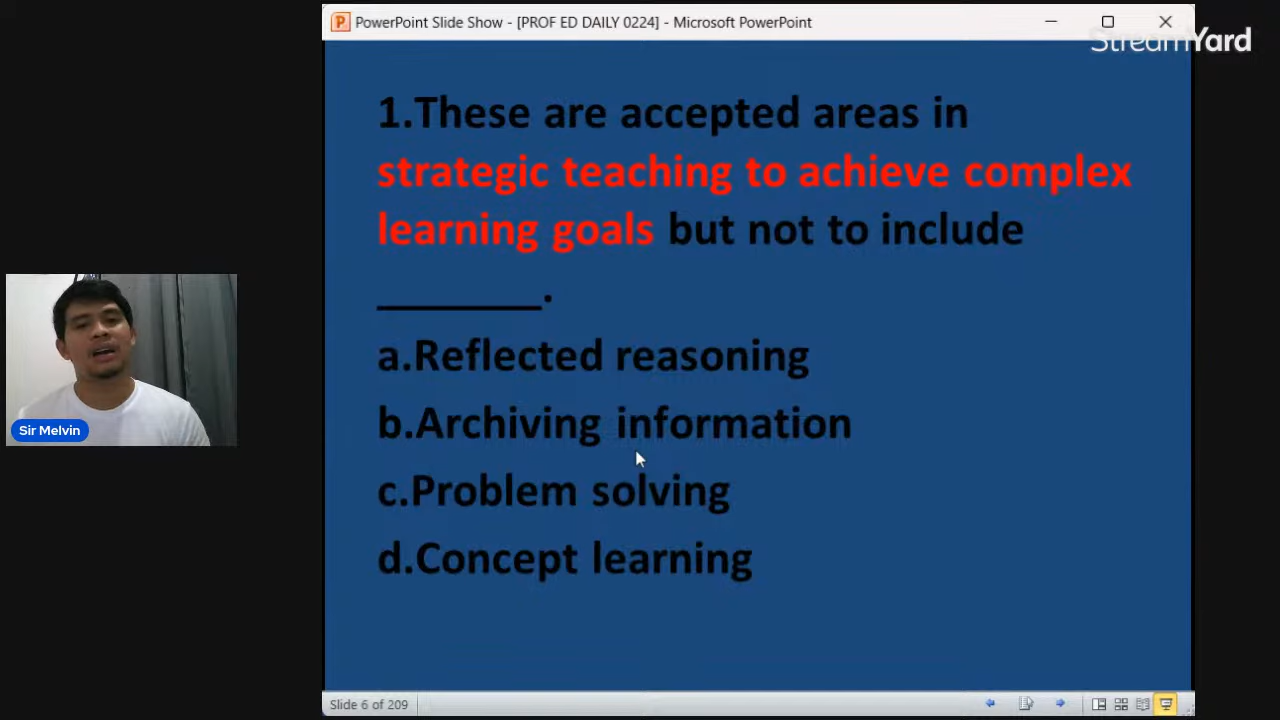 PowerPoint Slide Show - [PROF ED DAILY 0224] - Microsoft PowerPoint
StreamYard
1.These are accepted areas in
strategic teaching to achieve complex
learning goals but not to include
_______.
a.Reflected reasoning
b.Archiving information
c.Problem solving
d.Concept learning
Sir Melvin
Slide 6 of 209